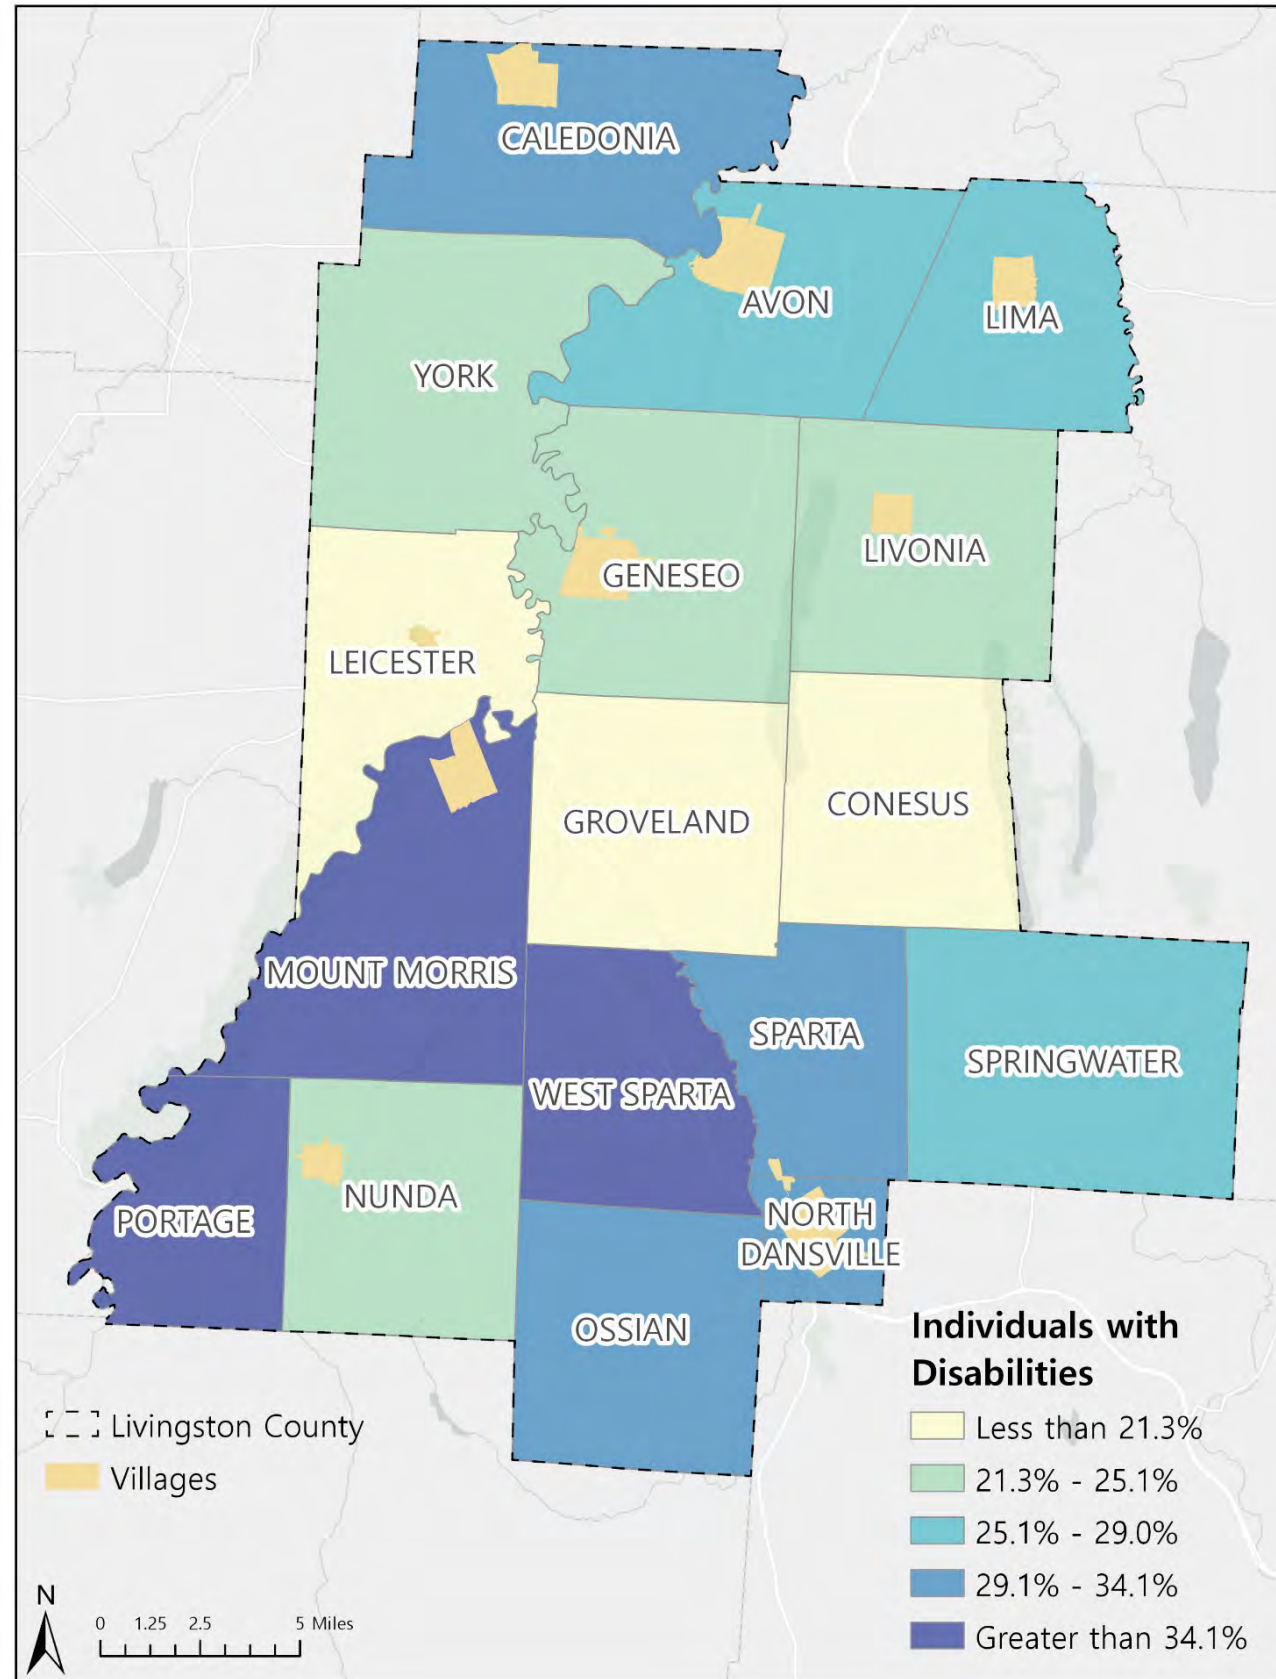 CALEDONIA
AVON
LIMA
YORK
LIVONIA
GENESEO
LEICESTER
CONESUS
GROVELAND
MOUNT MORRIS
SPARTA
SPRINGWATER
WEST SPARTA
NUNDA
PORTAGE
NORTH
DANSVILLE
OSSIAN
Individuals with
Disabilities
Less than 21.3%
21.3% - 25.1%
25.1% - 29.0%
29.1% - 34.1%
Greater than 34.1%
Livingston County
Villages
N
0 1.25 2.5 5 Miles